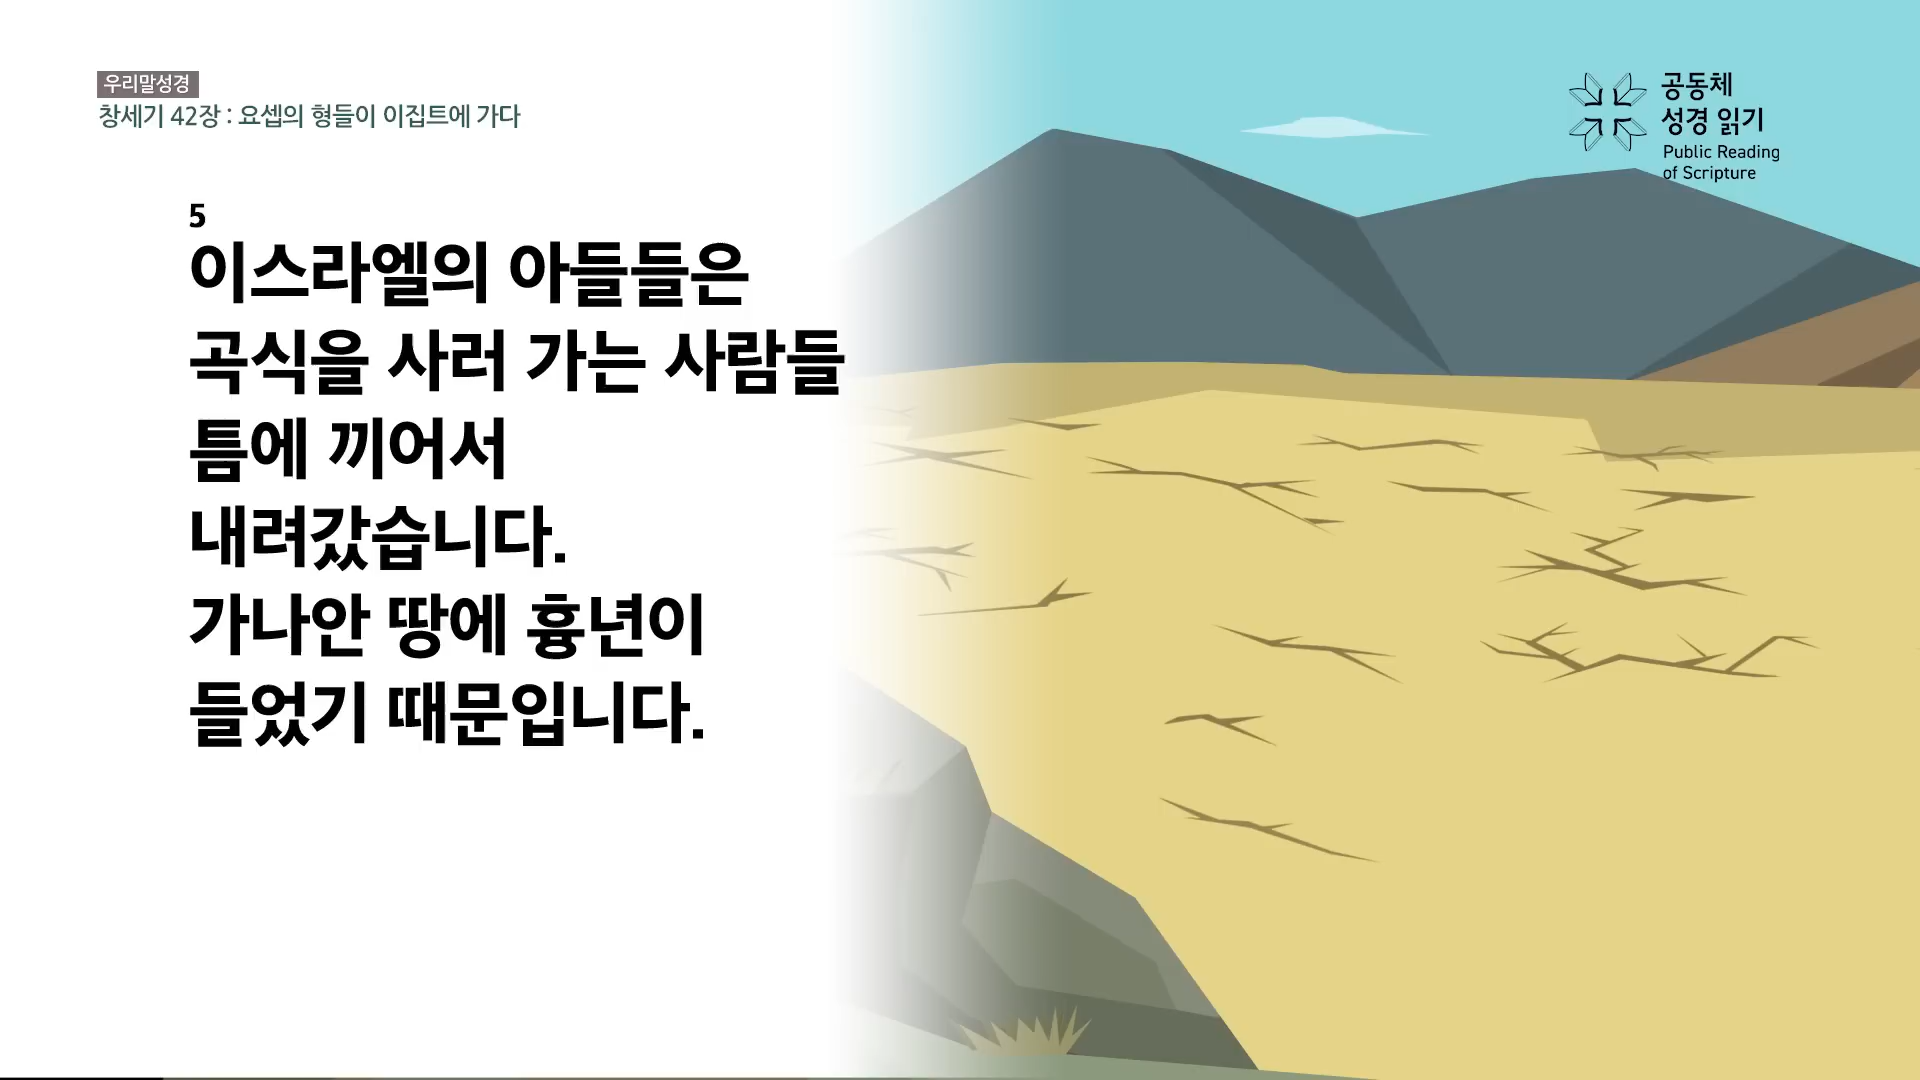 우리말성경
창세기 42장 : 요셉의 형들이 이집트에 가다
공동체
성경 읽기
Public Reading
of Scripture
5
이스라엘의 아들들은
곡식을 사러 가는 사람들
틈에 끼어서
내려갔습니다.
가나안 땅에 흉년이
들었기 때문입니다.